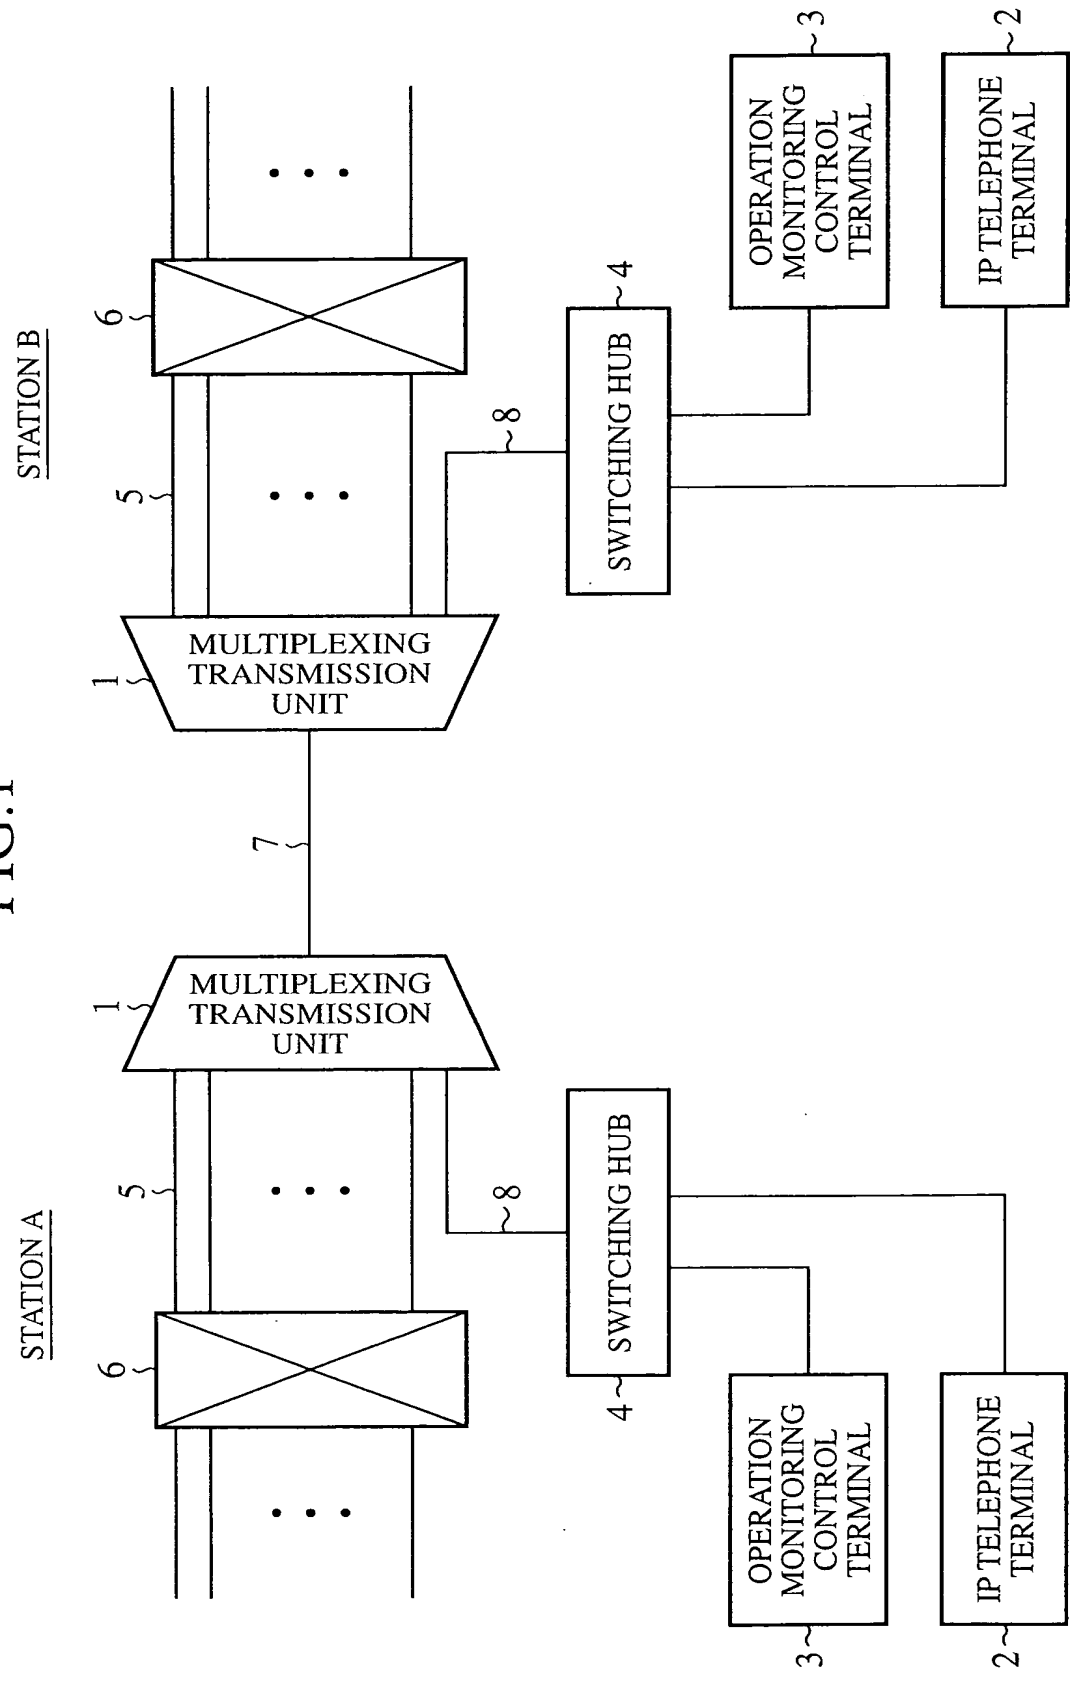 FIG.1
STATION A
STATION B
6
5
1
7
1
5
6
MULTIPLEXING
TRANSMISSION
UNIT
MULTIPLEXING
TRANSMISSION
UNIT
8
8
4
SWITCHING HUB
SWITCHING HUB
4
3
OPERATION
MONITORING
CONTROL
TERMINAL
OPERATION
MONITORING
CONTROL
TERMINAL
3
2
IP TELEPHONE
TERMINAL
IP TELEPHONE
TERMINAL
2